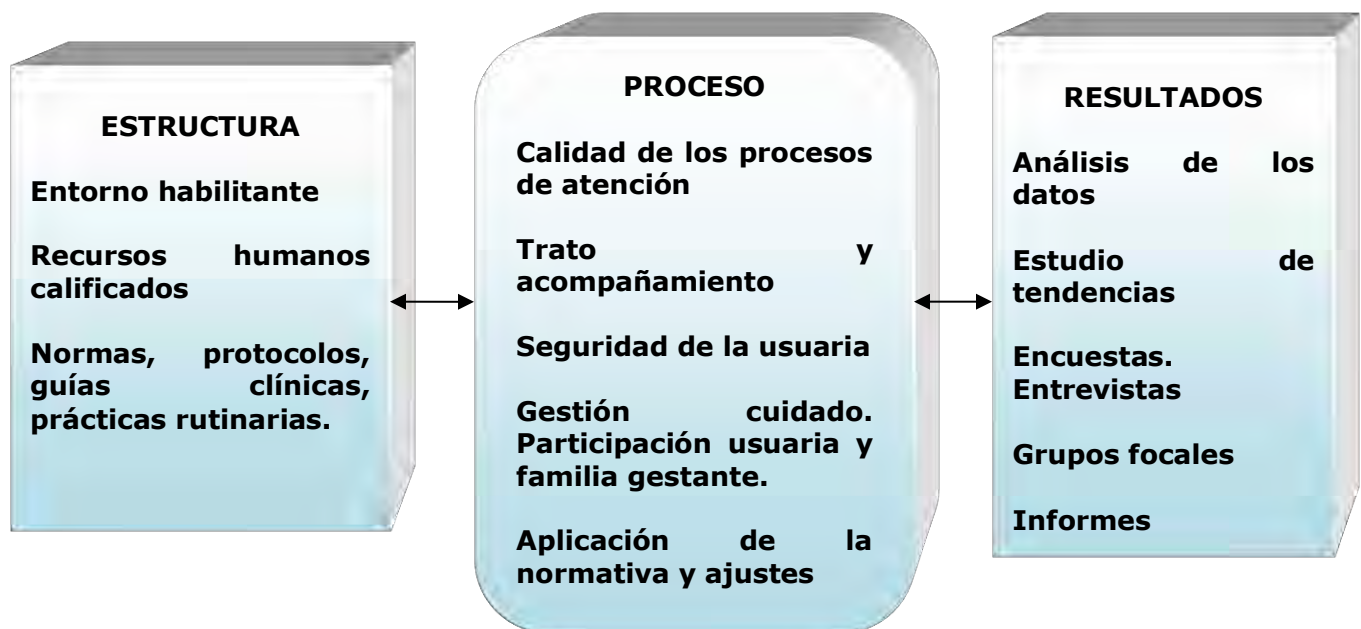 ESTRUCTURA
Entorno habilitante
Recursos humanos
calificados
Normas, protocolos,
guías clínicas,
prácticas rutinarias.
PROCESO
Calidad de los procesos
de atención
Trato y
acompañamiento
Seguridad de la usuaria
Gestión cuidado.
Participación usuaria y
familia gestante.
Aplicación de la
normativa y ajustes
RESULTADOS
Análisis de los
datos
Estudio de
tendencias
Encuestas.
Entrevistas
Grupos focales
Informes